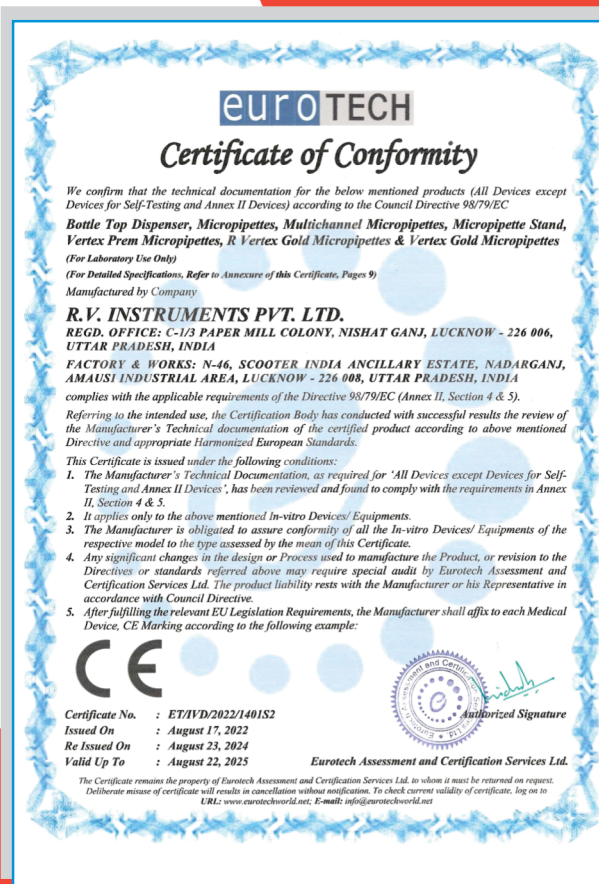 euroTECH
Certificate of Conformity
We confirm that the technical documentation for the below mentioned products (All Devices except
Devices for Self-Testing and Annex II Devices) according to the Council Directive 98/79/EC
Bottle Top Dispenser, Micropipettes, Multichannel Micropipettes, Micropipette Stand,
Vertex Prem Micropipettes, R Vertex Gold Micropipettes & Vertex Gold Micropipettes
(For Laboratory Use Only)
(For Detailed Specifications, Refer to Annexure of this Certificate, Pages 9)
Manufactured by Company
R.V. INSTRUMENTS PVT. LTD.
REGD. OFFICE: C-1/3 PAPER MILL COLONY, NISHAT GANJ, LUCKNOW - 226 006,
UTTAR PRADESH, INDIA
FACTORY & WORKS: N-46, SCOOTER INDIA ANCILLARY ESTATE, NADARGANJ,
AMAUSI INDUSTRIAL AREA, LUCKNOW - 226 008, UTTAR PRADESH, INDIA
complies with the applicable requirements of the Directive 98/79/EC (Annex II, Section 4 & 5).
Referring to the intended use, the Certification Body has conducted with successful results the review of
the Manufacturer's Technical documentation of the certified product according to above mentioned
Directive and appropriate Harmonized European Standards.
This Certificate is issued under the following conditions:
1. The Manufacturer's Technical Documentation, as required for 'All Devices except Devices for Self-
Testing and Annex II Devices', has been reviewed and found to comply with the requirements in Annex
II, Section 4 & 5.
2. It applies only to the above mentioned In-vitro Devices/ Equipments.
3. The Manufacturer is obligated to assure conformity of all the In-vitro Devices/ Equipments of the
respective model to the type assessed by the mean of this Certificate.
4. Any significant changes in the design or Process used to manufacture the Product, or revision to the
Directives or standards referred above may require special audit by Eurotech Assessment and
Certification Services Ltd. The product liability rests with the Manufacturer or his Representative in
accordance with Council Directive.
5. After fulfilling the relevant EU Legislation Requirements, the Manufacturer shall affix to each Medical
Device, CE Marking according to the following example:
CE
Eurotech Assessment and Certification Services Ltd
Certificate No. : ET/IVD/2022/1401S2
Authorized Signature
Issued On : August 17, 2022
Re Issued On : August 23, 2024
Valid Up To : August 22, 2025
Eurotech Assessment and Certification Services Ltd.
The Certificate remains the property of Eurotech Assessment and Certification Services Ltd. to whom it must be returned on request.
Deliberate misuse of certificate will results in cancellation without notification. To check current validity of certificate, log on to
URL: www.eurotechworld.net; E-mail: info@eurotechworld.net